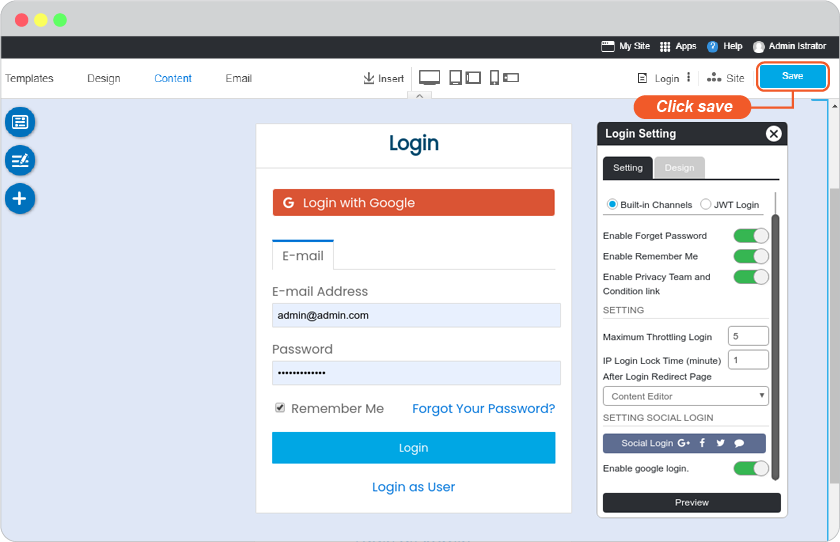 My Site
Apps
Help
Admin Istrator
Templates
Design
Content
Email
Insert
Login
Site
Save
Click save
Login
Login with Google
E-mail
E-mail Address
admin@admin.com
Password
•••••••••••••
Remember Me
Forgot Your Password?
Login
Login as User
Login Setting
Setting
Design
Built-in Channels
JWT Login
Enable Forget Password
Enable Remember Me
Enable Privacy Team and
Condition link
SETTING
Maximum Throttling Login
5
IP Login Lock Time (minute)
1
After Login Redirect Page
Content Editor
SETTING SOCIAL LOGIN
Social Login
Enable google login.
Preview